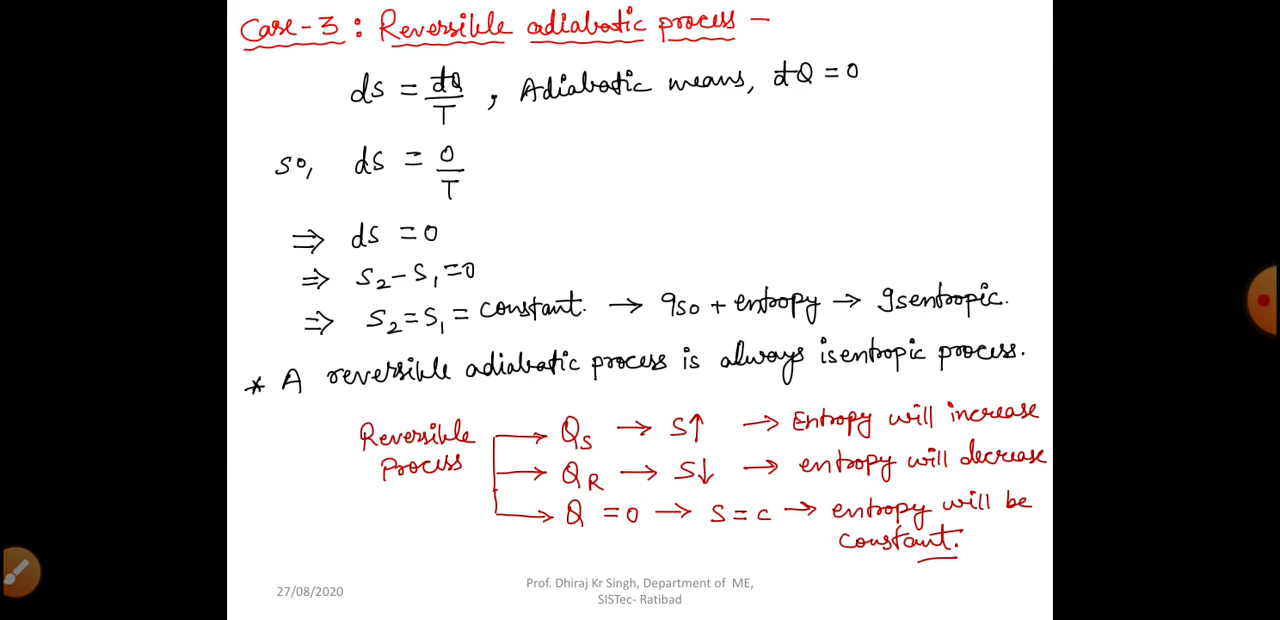 Case-3 : Reversible adiabatic process -
ds = đQ/T , Adiabatic means, đQ = 0
so, ds = 0/T
⇒ ds = 0
⇒ S₂ - S₁ = 0
⇒ S₂ = S₁ = constant. → Iso + entropy → Isentropic.
* A reversible adiabatic process is always isentropic process.
Reversible Process
→ Qs → S↑ → Entropy will increase
→ QR → S↓ → entropy will decrease
→ Q = 0 → S = C → entropy will be constant.
27/08/2020
Prof. Dhiraj Kr Singh, Department of ME,
SISTec- Ratibad